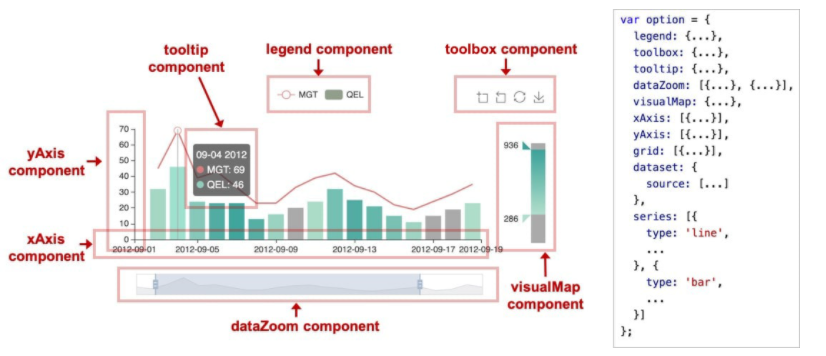 tooltip
component
legend component
toolbox component
MGT
QEL
yAxis
component
70
60
50
40
30
20
10
0
09-04 2012
MGT: 69
QEL: 46
936
286
xAxis
component
2012-09-01
2012-09-05
2012-09-09
2012-09-13
2012-09-17
2012-09-19
visualMap
component
dataZoom component
var option = {
legend: {...},
toolbox: {...},
tooltip: {...},
dataZoom: [{...}, {...}],
visualMap: {...},
xAxis: [{...}],
yAxis: [{...}],
grid: [{...}],
dataset: {
source: [...]
},
series: [{
type: 'line',
...
}, {
type: 'bar',
...
}]
};